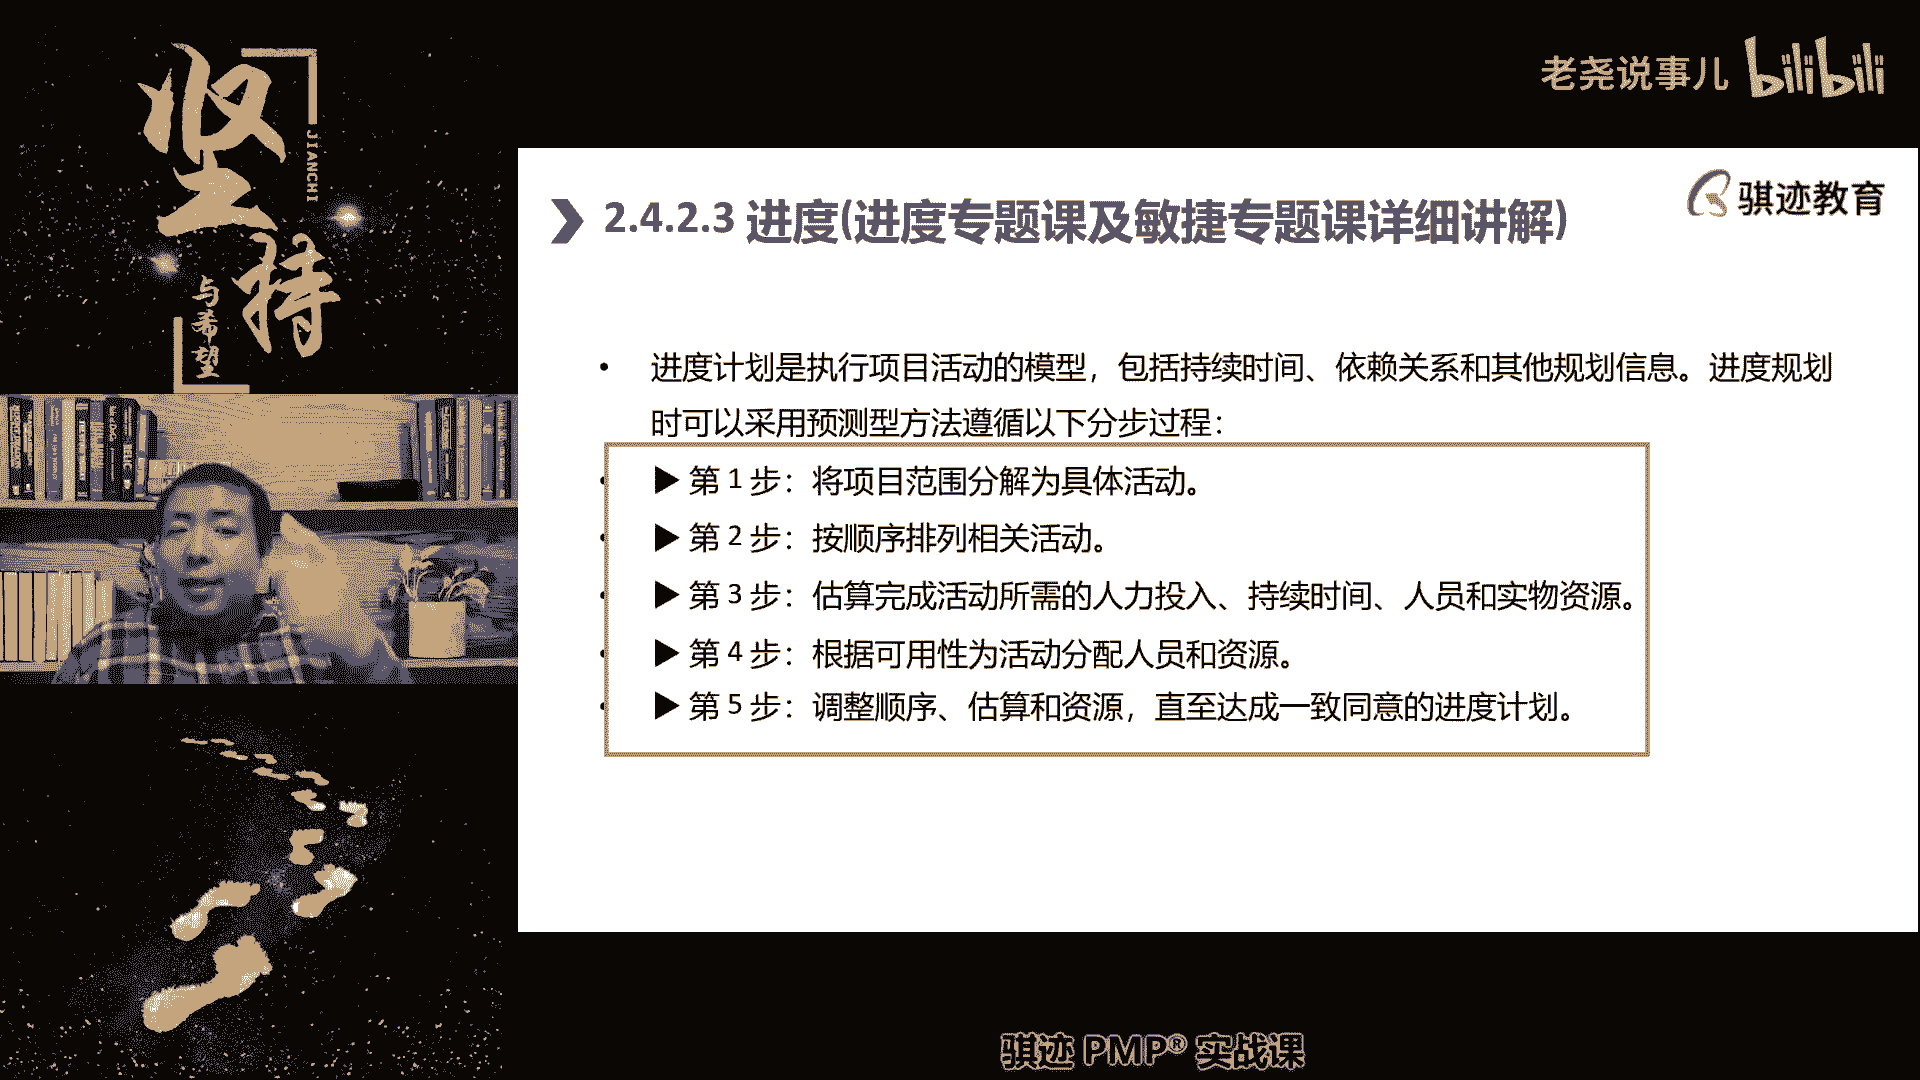 坚持
JIANCHI
与希望
老尧说事儿 bilibili
骐迹教育
2.4.2.3 进度(进度专题课及敏捷专题课详细讲解)
• 进度计划是执行项目活动的模型，包括持续时间、依赖关系和其他规划信息。进度规划
时可以采用预测型方法遵循以下分步过程：
▶ 第 1 步：将项目范围分解为具体活动。
▶ 第 2 步：按顺序排列相关活动。
▶ 第 3 步：估算完成活动所需的人力投入、持续时间、人员和实物资源。
▶ 第 4 步：根据可用性为活动分配人员和资源。
▶ 第 5 步：调整顺序、估算和资源，直至达成一致同意的进度计划。
骐迹 PMP® 实战课